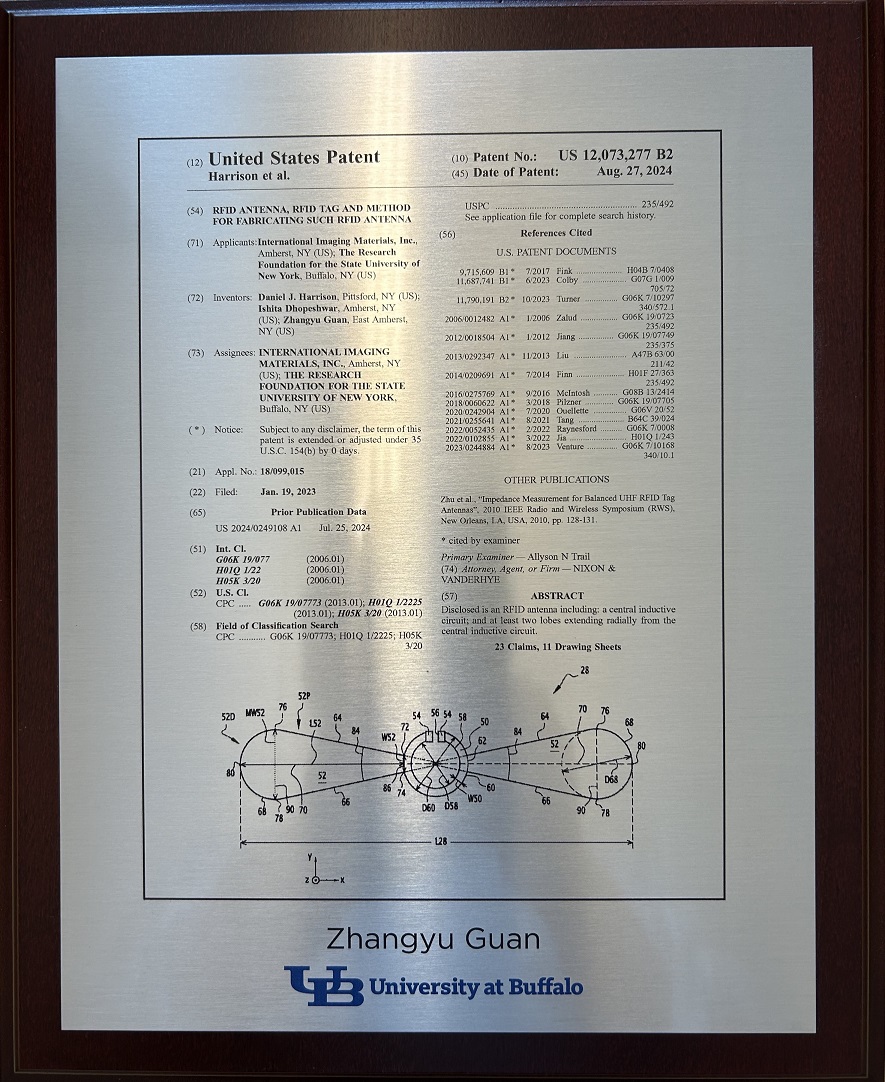 (12) United States Patent
Harrison et al.
(10) Patent No.: US 12,073,277 B2
(45) Date of Patent: Aug. 27, 2024
(54) RFID ANTENNA, RFID TAG AND METHOD
FOR FABRICATING SUCH RFID ANTENNA
(71) Applicants: International Imaging Materials, Inc.,
Amherst, NY (US); The Research
Foundation for the State University of
New York, Buffalo, NY (US)
(72) Inventors: Daniel J. Harrison, Pittsford, NY (US);
Ishita Dhopeshwar, Amherst, NY
(US); Zhangyu Guan, East Amherst,
NY (US)
(73) Assignees: INTERNATIONAL IMAGING
MATERIALS, INC., Amherst, NY
(US); THE RESEARCH
FOUNDATION FOR THE STATE
UNIVERSITY OF NEW YORK,
Buffalo, NY (US)
(*) Notice: Subject to any disclaimer, the term of this
patent is extended or adjusted under 35
U.S.C. 154(b) by 0 days.
(21) Appl. No.: 18/099,015
(22) Filed: Jan. 19, 2023
(65) Prior Publication Data
US 2024/0249108 A1 Jul. 25, 2024
(51) Int. Cl.
G06K 19/077 (2006.01)
H01Q 1/22 (2006.01)
H05K 3/20 (2006.01)
(52) U.S. Cl.
CPC ..... G06K 19/07773 (2013.01); H01Q 1/2225
(2013.01); H05K 3/20 (2013.01)
(58) Field of Classification Search
CPC ........... G06K 19/07773; H01Q 1/2225; H05K
3/20
USPC .......................................................... 235/492
See application file for complete search history.
(56) References Cited
U.S. PATENT DOCUMENTS
9,715,609 B1* 7/2017 Fink ................ H04B 7/0408
11,687,741 B1* 6/2023 Colby .............. G07G 1/009
705/72
11,790,191 B2* 10/2023 Turner ............ G06K 7/10297
340/572.1
2006/0012482 A1* 1/2006 Zalud .............. G06K 19/0723
235/492
2012/0018504 A1* 1/2012 Jiang ............ G06K 19/07749
235/375
2013/0292347 A1* 11/2013 Liu .................. A47B 63/00
211/42
2014/0209691 A1* 7/2014 Finn ................ H01F 27/363
235/492
2016/0275769 A1* 9/2016 McIntosh ........ G08B 13/2414
2018/0060622 A1* 3/2018 Pilzner .......... G06K 19/07705
2020/0242904 A1* 7/2020 Ouellette ............ G06V 20/52
2021/0255641 A1* 8/2021 Tang ................ B64C 39/024
2022/0052435 A1* 2/2022 Raynesford ...... G06K 7/0008
2022/0102855 A1* 3/2022 Jia .................... H01Q 1/243
2023/0244884 A1* 8/2023 Venture .......... G06K 7/10168
340/10.1
OTHER PUBLICATIONS
Zhu et al., "Impedance Measurement for Balanced UHF RFID Tag
Antennas", 2010 IEEE Radio and Wireless Symposium (RWS),
New Orleans, LA, USA, 2010, pp. 128-131.
* cited by examiner
Primary Examiner — Allyson N Trail
(74) Attorney, Agent, or Firm — NIXON &
VANDERHYE
(57) ABSTRACT
Disclosed is an RFID antenna including: a central inductive
circuit; and at least two lobes extending radially from the
central inductive circuit.
23 Claims, 11 Drawing Sheets
28
52D MW52 76 52P L52 64 84 W52 72 54 56 54 58 50 62 84 64 52 70 76 68 80
80 52 86 74 D60 D58 W50 60 D68
68 78 90 70 66 66 90 78
L28
Y
Z X
Zhangyu Guan
UB University at Buffalo